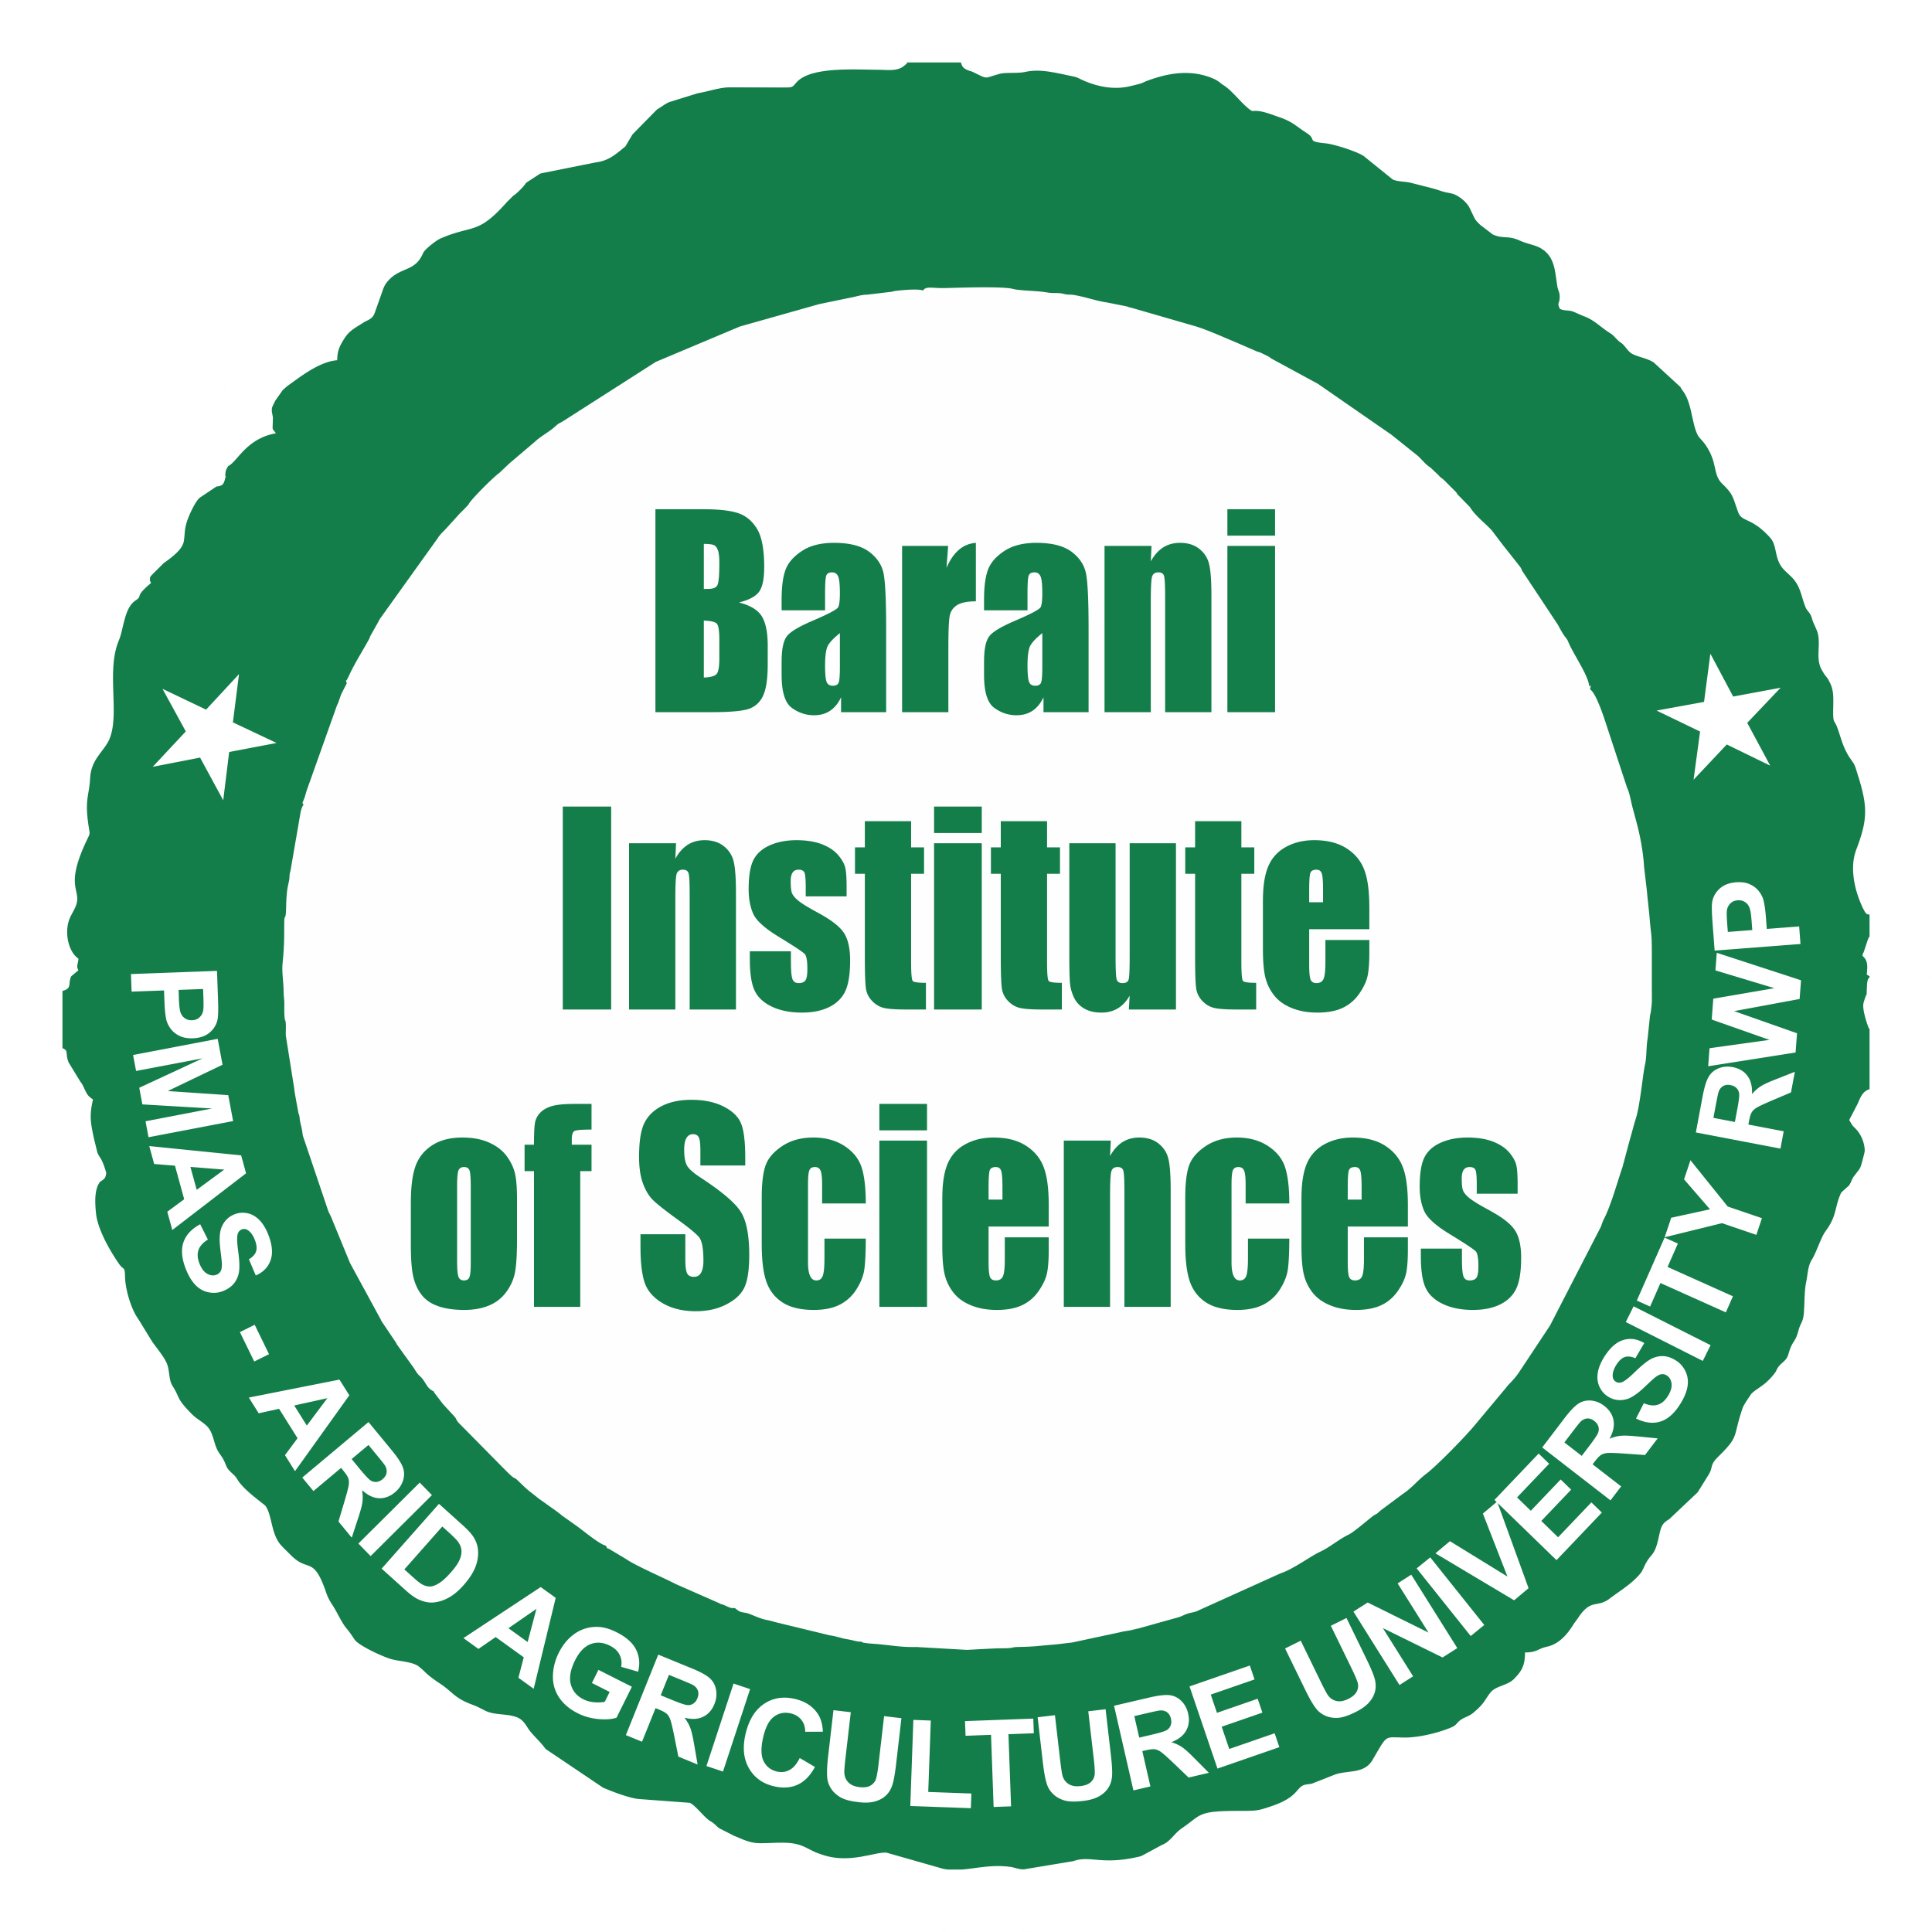 Barani
Institute
of Sciences
PMAS - ARID AGRICULTURE UNIVERSITY RWP